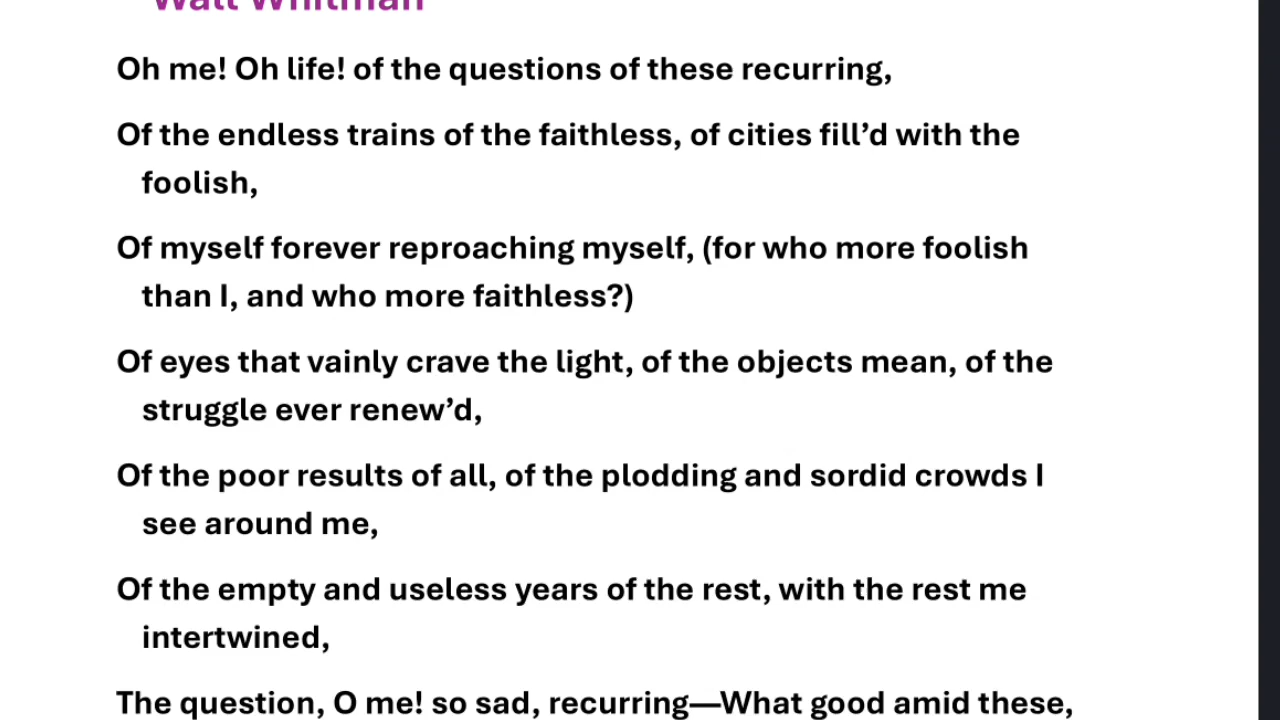 Walt Whitman
Oh me! Oh life! of the questions of these recurring,
Of the endless trains of the faithless, of cities fill’d with the
foolish,
Of myself forever reproaching myself, (for who more foolish
than I, and who more faithless?)
Of eyes that vainly crave the light, of the objects mean, of the
struggle ever renew’d,
Of the poor results of all, of the plodding and sordid crowds I
see around me,
Of the empty and useless years of the rest, with the rest me
intertwined,
The question, O me! so sad, recurring—What good amid these,